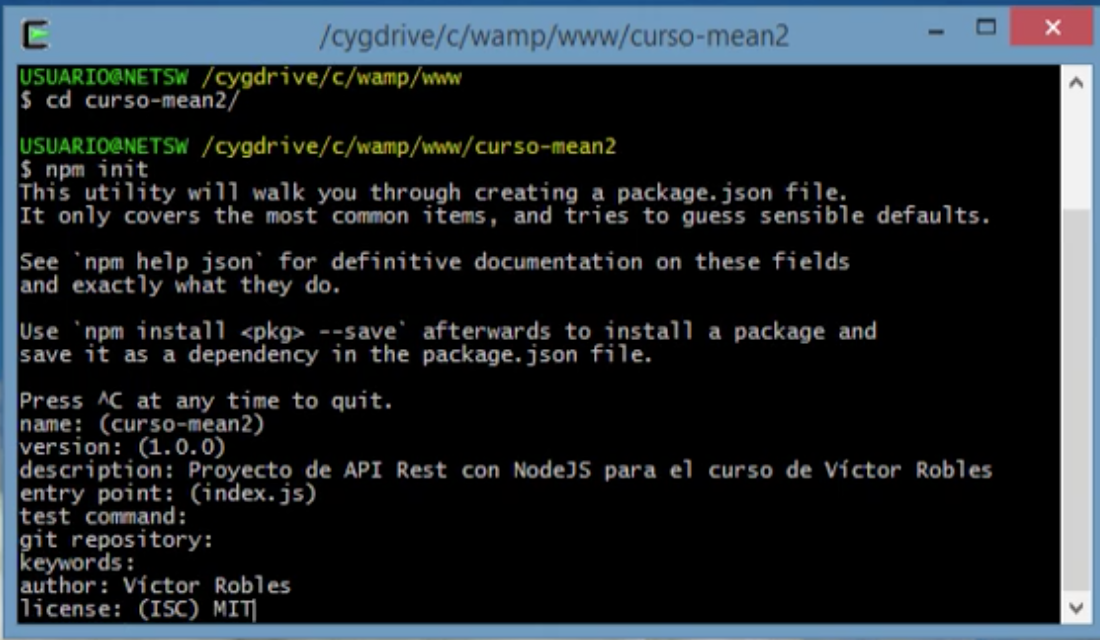 /cygdrive/c/wamp/www/curso-mean2
USUARIO@NETSW /cygdrive/c/wamp/www
$ cd curso-mean2/
USUARIO@NETSW /cygdrive/c/wamp/www/curso-mean2
$ npm init
This utility will walk you through creating a package.json file.
It only covers the most common items, and tries to guess sensible defaults.
See `npm help json` for definitive documentation on these fields
and exactly what they do.
Use `npm install <pkg> --save` afterwards to install a package and
save it as a dependency in the package.json file.
Press ^C at any time to quit.
name: (curso-mean2)
version: (1.0.0)
description: Proyecto de API Rest con NodeJS para el curso de Víctor Robles
entry point: (index.js)
test command:
git repository:
keywords:
author: Víctor Robles
license: (ISC) MIT